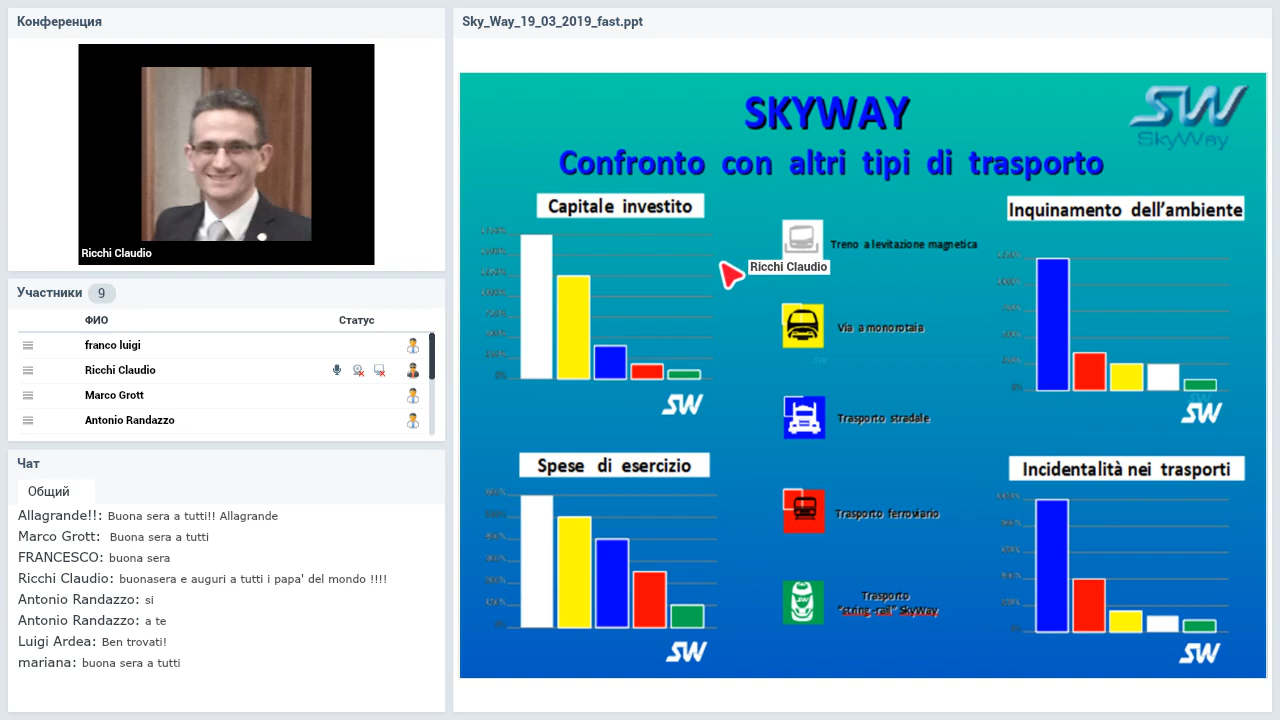 Конференция
Ricchi Claudio
Участники 9
ФИО Статус
franco luigi
Ricchi Claudio
Marco Grott
Antonio Randazzo
Чат
Общий
Allagrande!!: Buona sera a tutti!! Allagrande
Marco Grott: Buona sera a tutti
FRANCESCO: buona sera
Ricchi Claudio: buonasera e auguri a tutti i papa' del mondo !!!!
Antonio Randazzo: si
Antonio Randazzo: a te
Luigi Ardea: Ben trovati!
mariana: buona sera a tutti
Sky_Way_19_03_2019_fast.ppt
SKYWAY
SW
SkyWay
Confronto con altri tipi di trasporto
Capitale investito
Inquinamento dell'ambiente
Treno a levitazione magnetica
Ricchi Claudio
Via a monorotaia
Trasporto stradale
SW
SW
Spese di esercizio
Incidentalità nei trasporti
Trasporto ferroviario
Trasporto
"string -rail" SkyWay
SW
SW